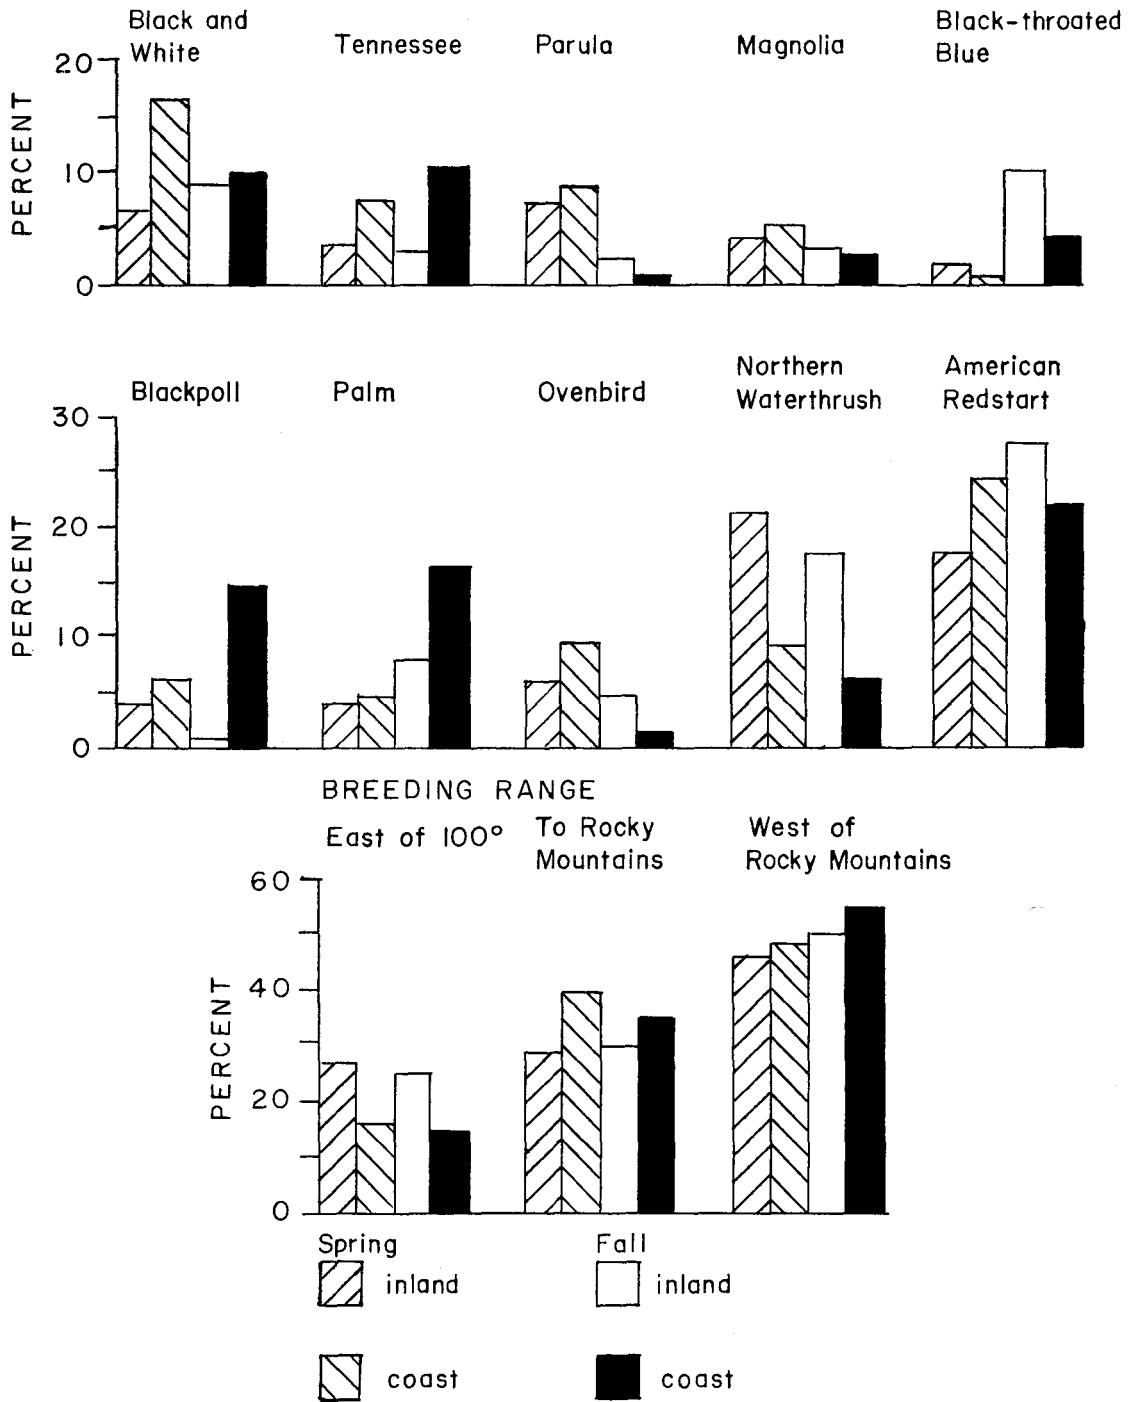 Black and
White
Tennessee
Parula
Magnolia
Black-throated
Blue
20
10
0
PERCENT
Blackpoll
Palm
Ovenbird
Northern
Waterthrush
American
Redstart
30
20
10
0
PERCENT
BREEDING RANGE
East of 100°
To Rocky
Mountains
West of
Rocky Mountains
60
40
20
0
PERCENT
Spring
Fall
inland
inland
coast
coast